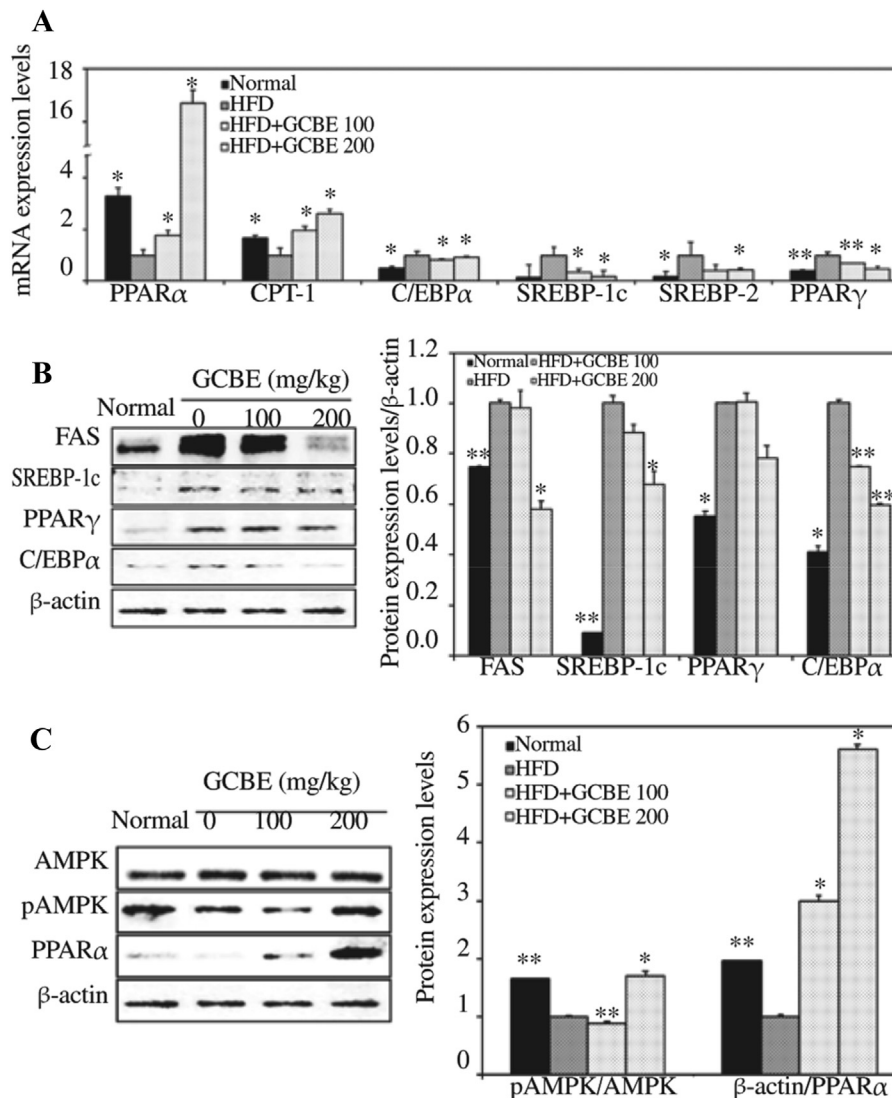 A
mRNA expression levels
18
16
4
2
0
Normal
HFD
HFD+GCBE 100
HFD+GCBE 200
*
*
*
*
*
*
*
*
*
*
*
*
*
**
**
*
PPARα CPT-1 C/EBPα SREBP-1c SREBP-2 PPARγ
B
GCBE (mg/kg)
Normal 0 100 200
FAS
SREBP-1c
PPARγ
C/EBPα
β-actin
Protein expression levels/β-actin
1.2
1.0
0.8
0.6
0.4
0.2
0.0
Normal HFD+GCBE 100
HFD HFD+GCBE 200
**
*
**
*
*
*
**
**
FAS SREBP-1c PPARγ C/EBPα
C
GCBE (mg/kg)
Normal 0 100 200
AMPK
pAMPK
PPARα
β-actin
Protein expression levels
6
5
4
3
2
1
0
Normal
HFD
HFD+GCBE 100
HFD+GCBE 200
**
**
*
**
*
*
pAMPK/AMPK β-actin/PPARα